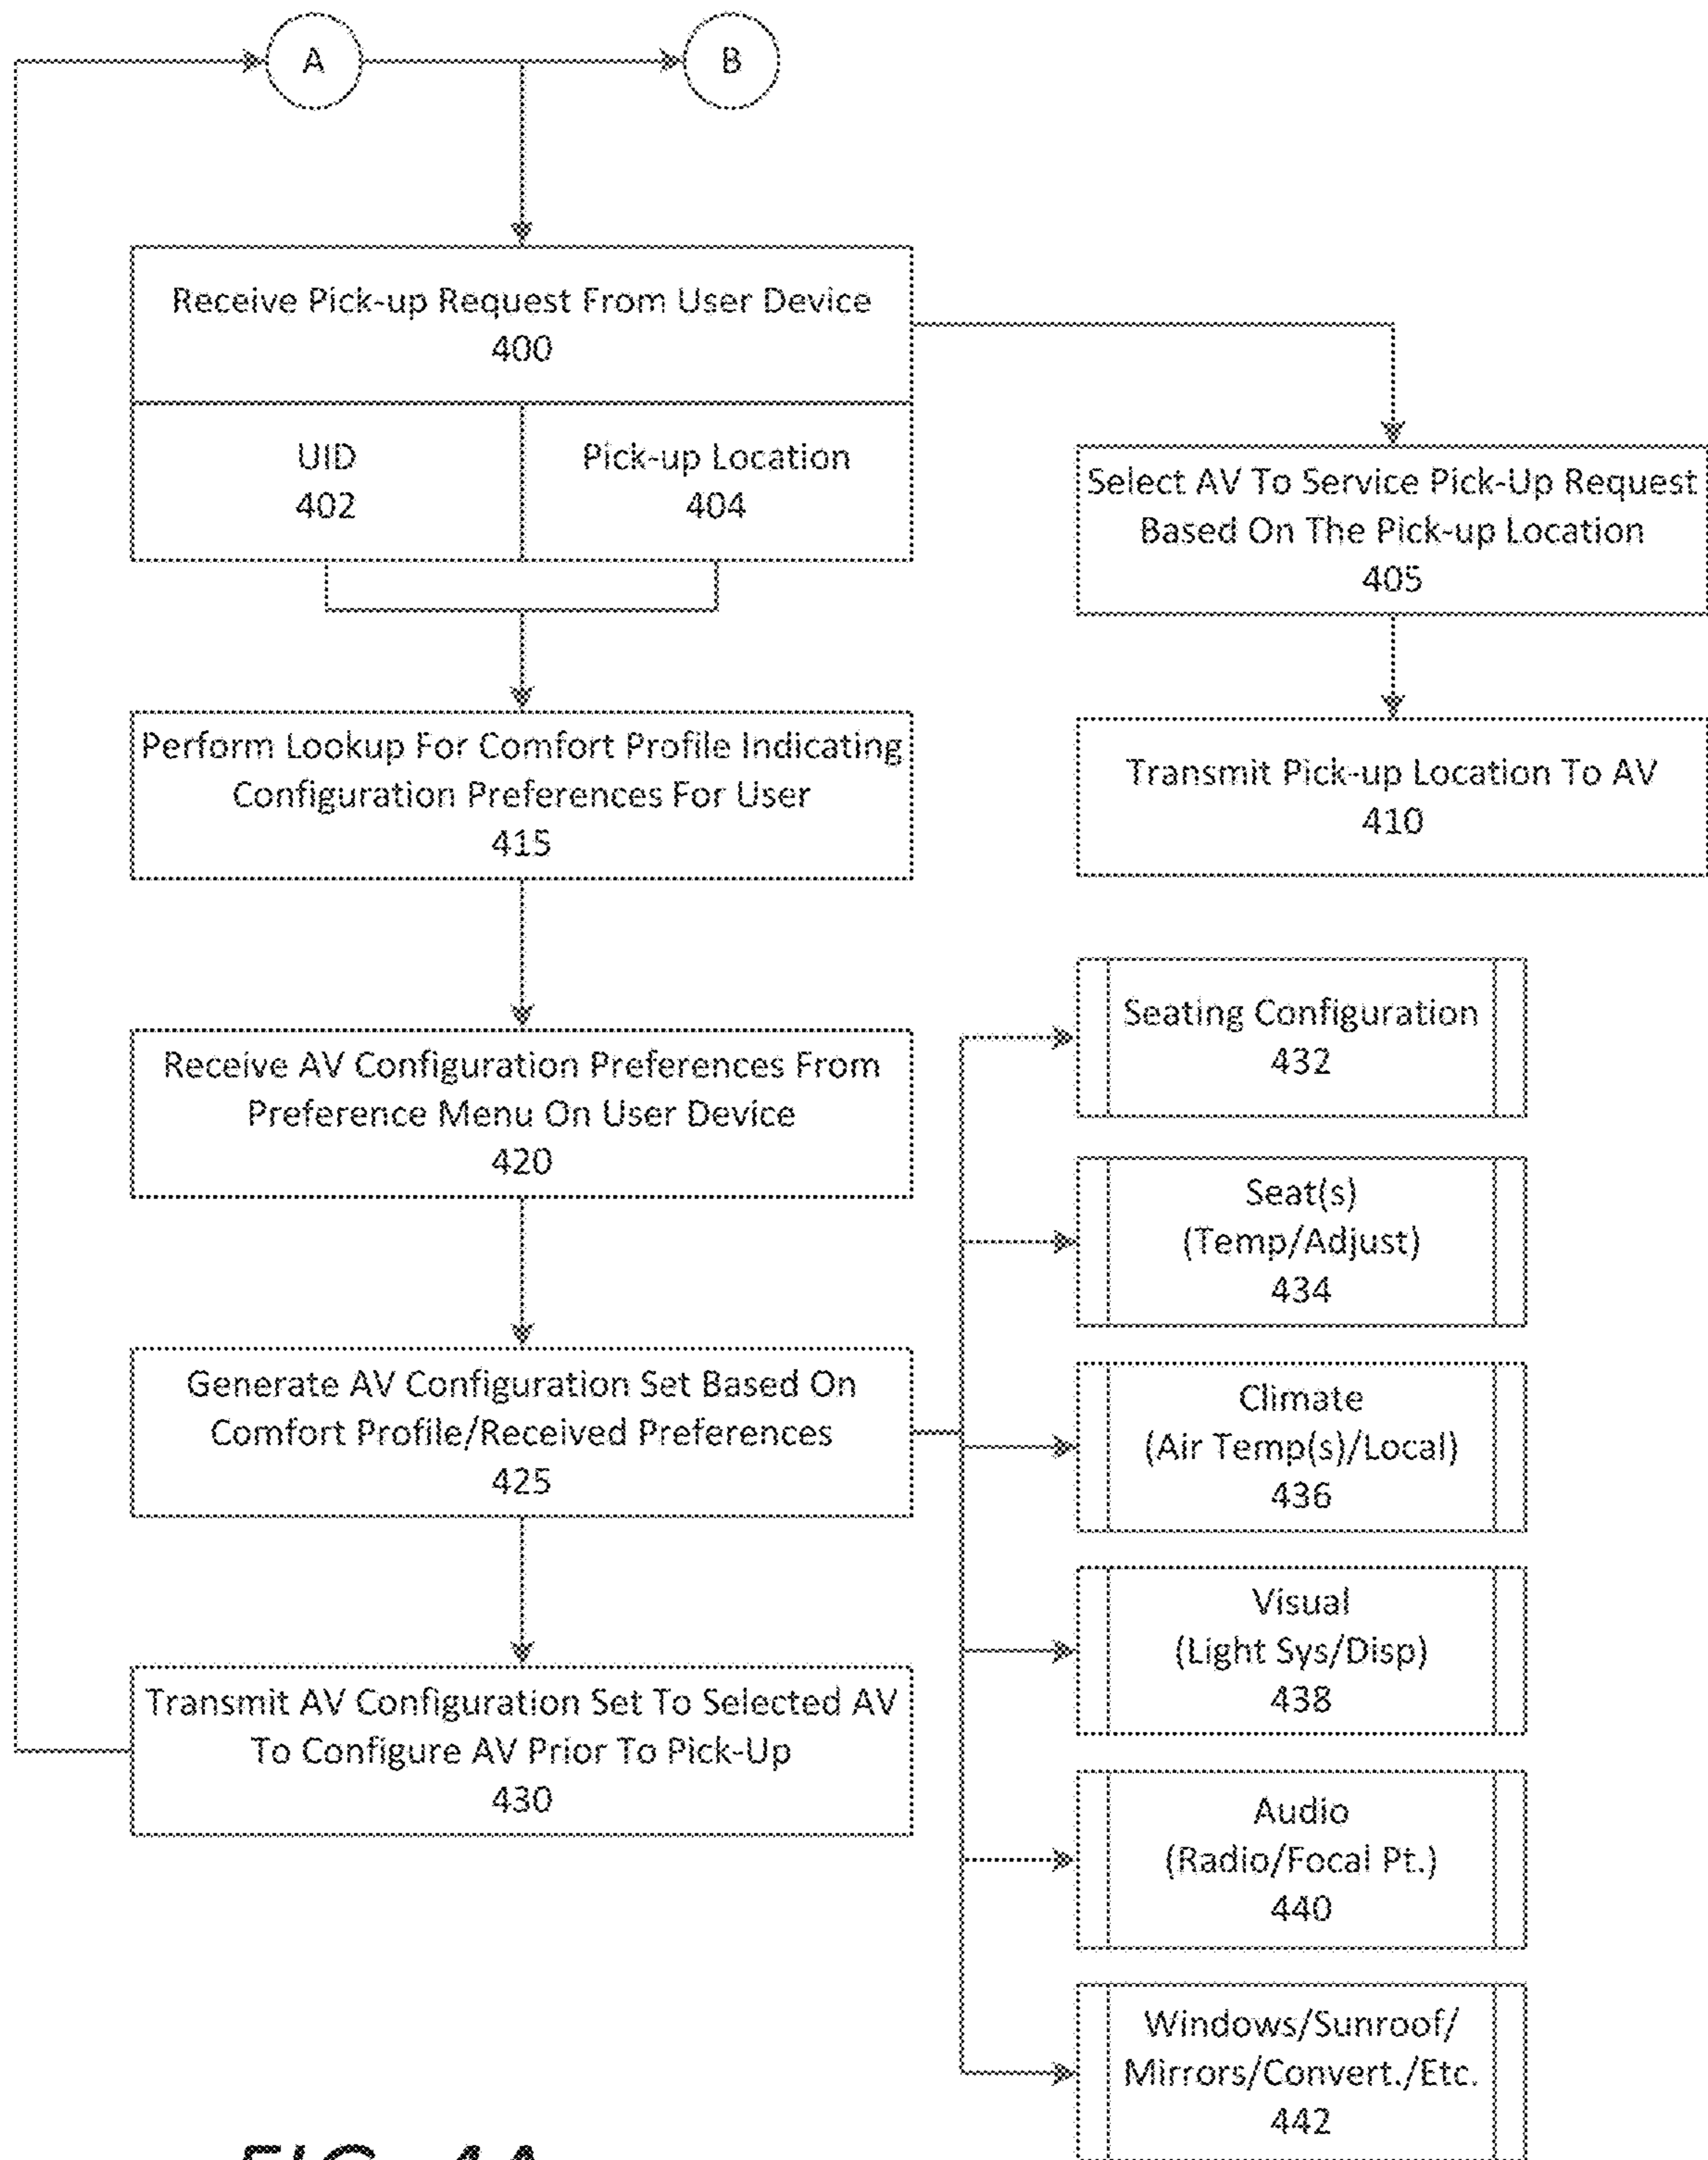 A
B
Receive Pick-up Request From User Device
400
UID
402
Pick-up Location
404
Select AV To Service Pick-Up Request
Based On The Pick-up Location
405
Transmit Pick-up Location To AV
410
Perform Lookup For Comfort Profile Indicating
Configuration Preferences For User
415
Receive AV Configuration Preferences From
Preference Menu On User Device
420
Generate AV Configuration Set Based On
Comfort Profile/Received Preferences
425
Transmit AV Configuration Set To Selected AV
To Configure AV Prior To Pick-Up
430
Seating Configuration
432
Seat(s)
(Temp/Adjust)
434
Climate
(Air Temp(s)/Local)
436
Visual
(Light Sys/Disp)
438
Audio
(Radio/Focal Pt.)
440
Windows/Sunroof/
Mirrors/Convert./Etc.
442
FIG. 4A